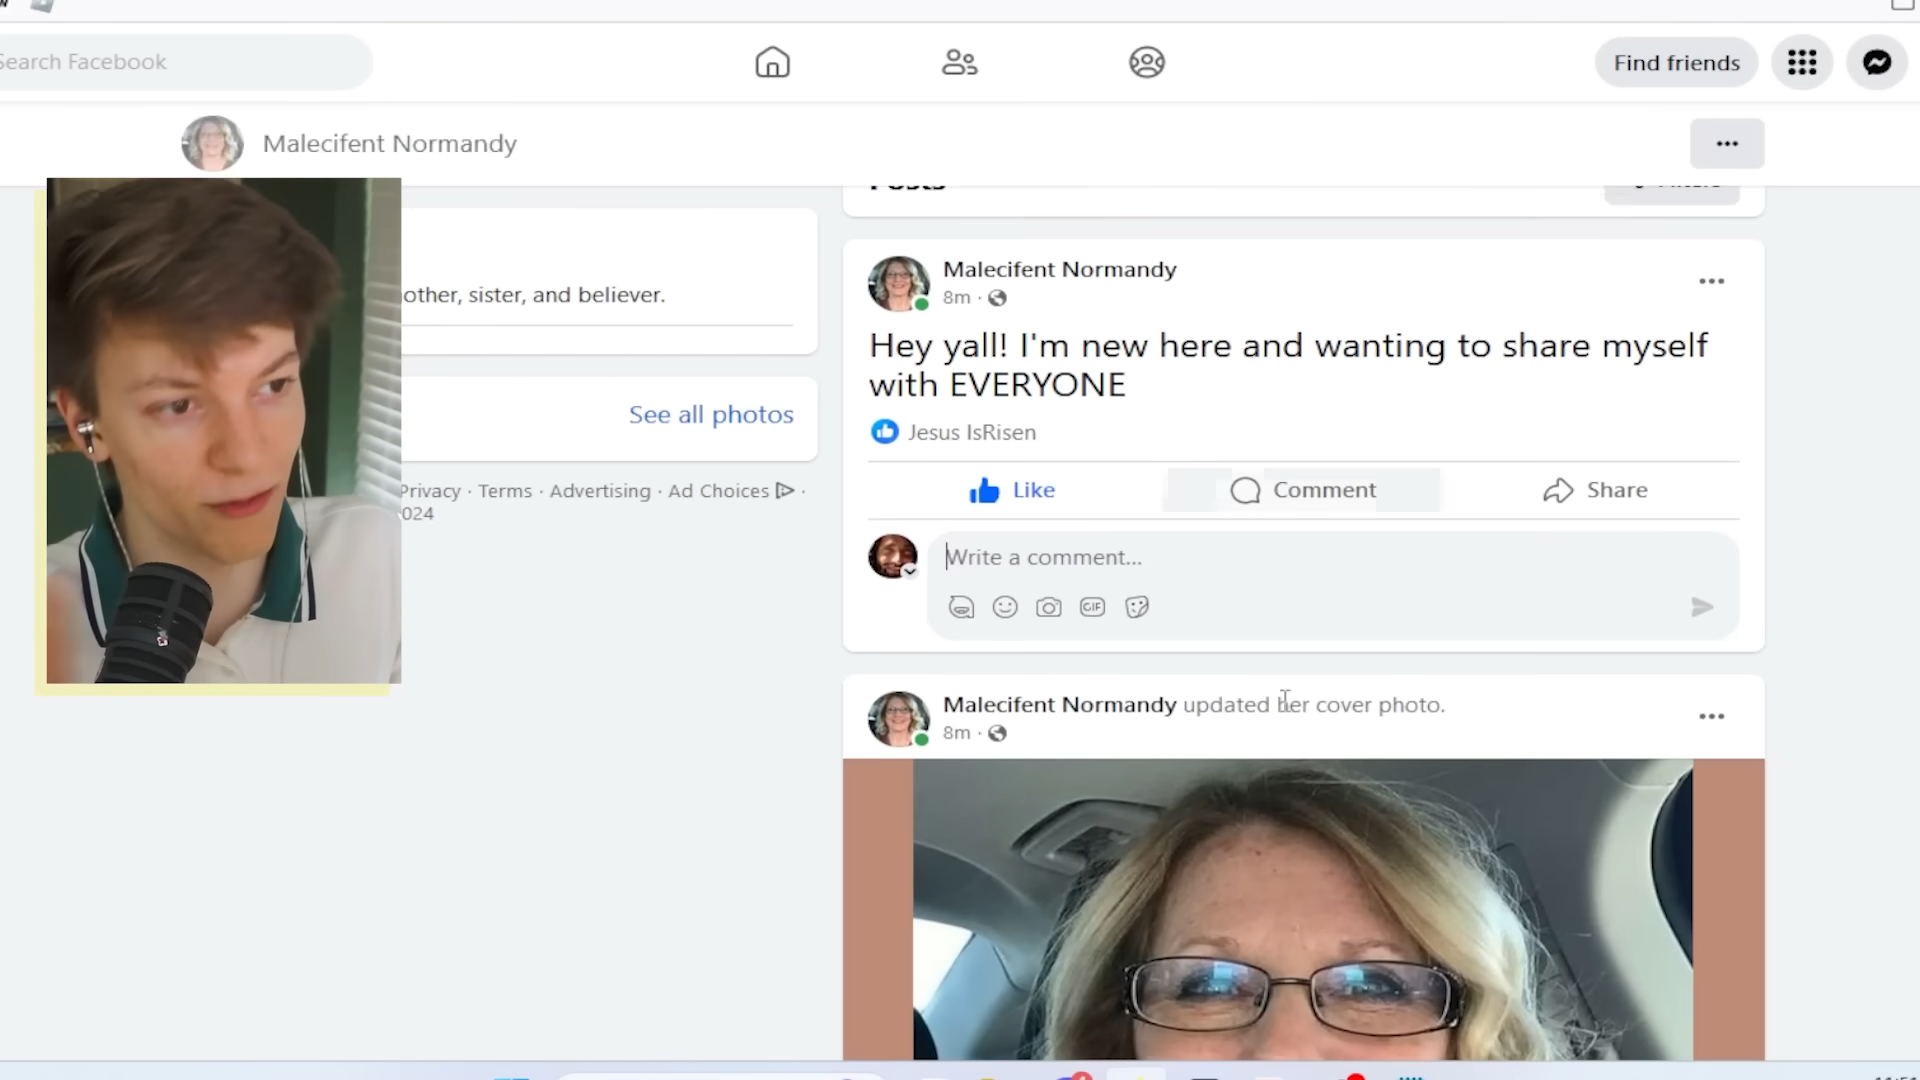 Search Facebook
Find friends
Malecifent Normandy
Posts
other, sister, and believer.
See all photos
Privacy · Terms · Advertising · Ad Choices ·
024
Malecifent Normandy
8m ·
Hey yall! I'm new here and wanting to share myself
with EVERYONE
Jesus IsRisen
Like
Comment
Share
Write a comment...
GIF
Malecifent Normandy updated her cover photo.
8m ·